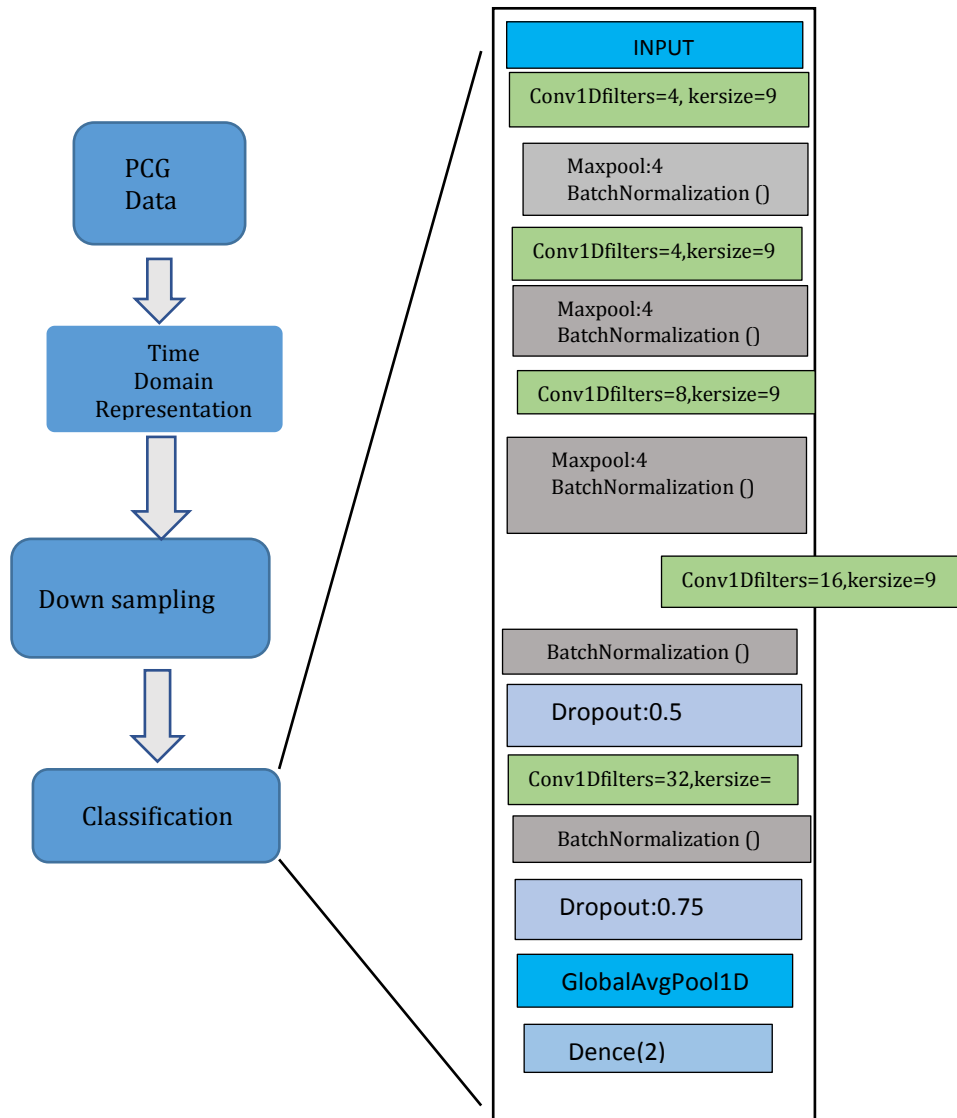 PCG
Data
Time
Domain
Representation
Down sampling
Classification
INPUT
Conv1Dfilters=4, kersize=9
Maxpool:4
BatchNormalization ()
Conv1Dfilters=4,kersize=9
Maxpool:4
BatchNormalization ()
Conv1Dfilters=8,kersize=9
Maxpool:4
BatchNormalization ()
Conv1Dfilters=16,kersize=9
BatchNormalization ()
Dropout:0.5
Conv1Dfilters=32,kersize=
BatchNormalization ()
Dropout:0.75
GlobalAvgPool1D
Dence(2)